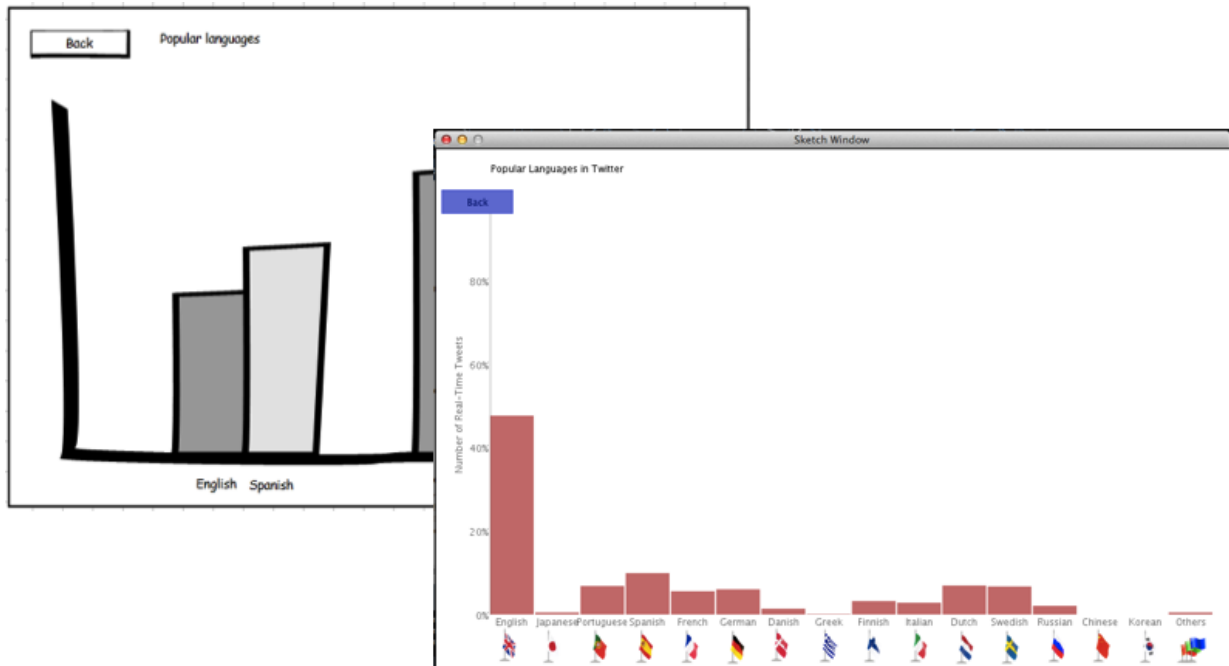 Back
Popular languages
English Spanish
Sketch Window
Popular Languages in Twitter
Back
80%
60%
40%
20%
0%
Number of Real-Time Tweets
English Japanese Portuguese Spanish French German Danish Greek Finnish Italian Dutch Swedish Russian Chinese Korean Others